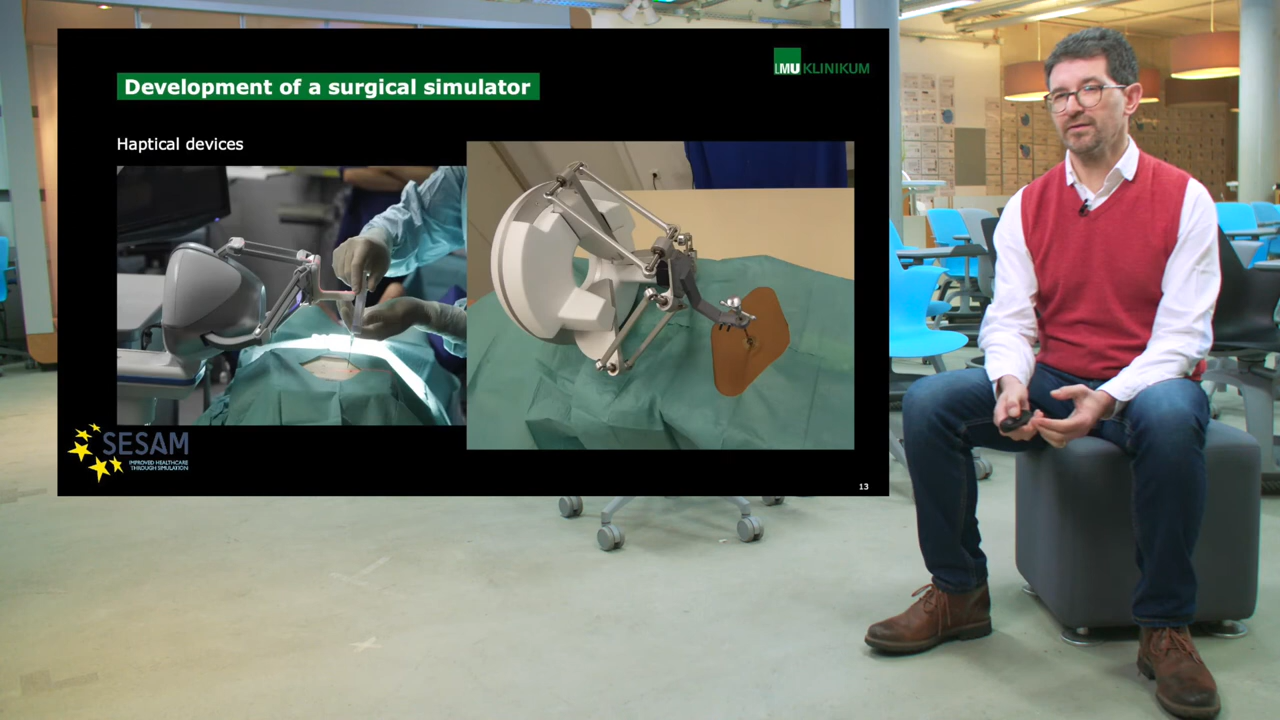 LMU KLINIKUM
Development of a surgical simulator
Haptical devices
SESAM
IMPROVED HEALTHCARE
THROUGH SIMULATION
13